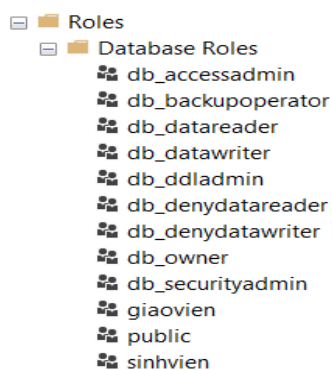 Roles
Database Roles
db_accessadmin
db_backupoperator
db_datareader
db_datawriter
db_ddladmin
db_denydatareader
db_denydatawriter
db_owner
db_securityadmin
giaovien
public
sinhvien